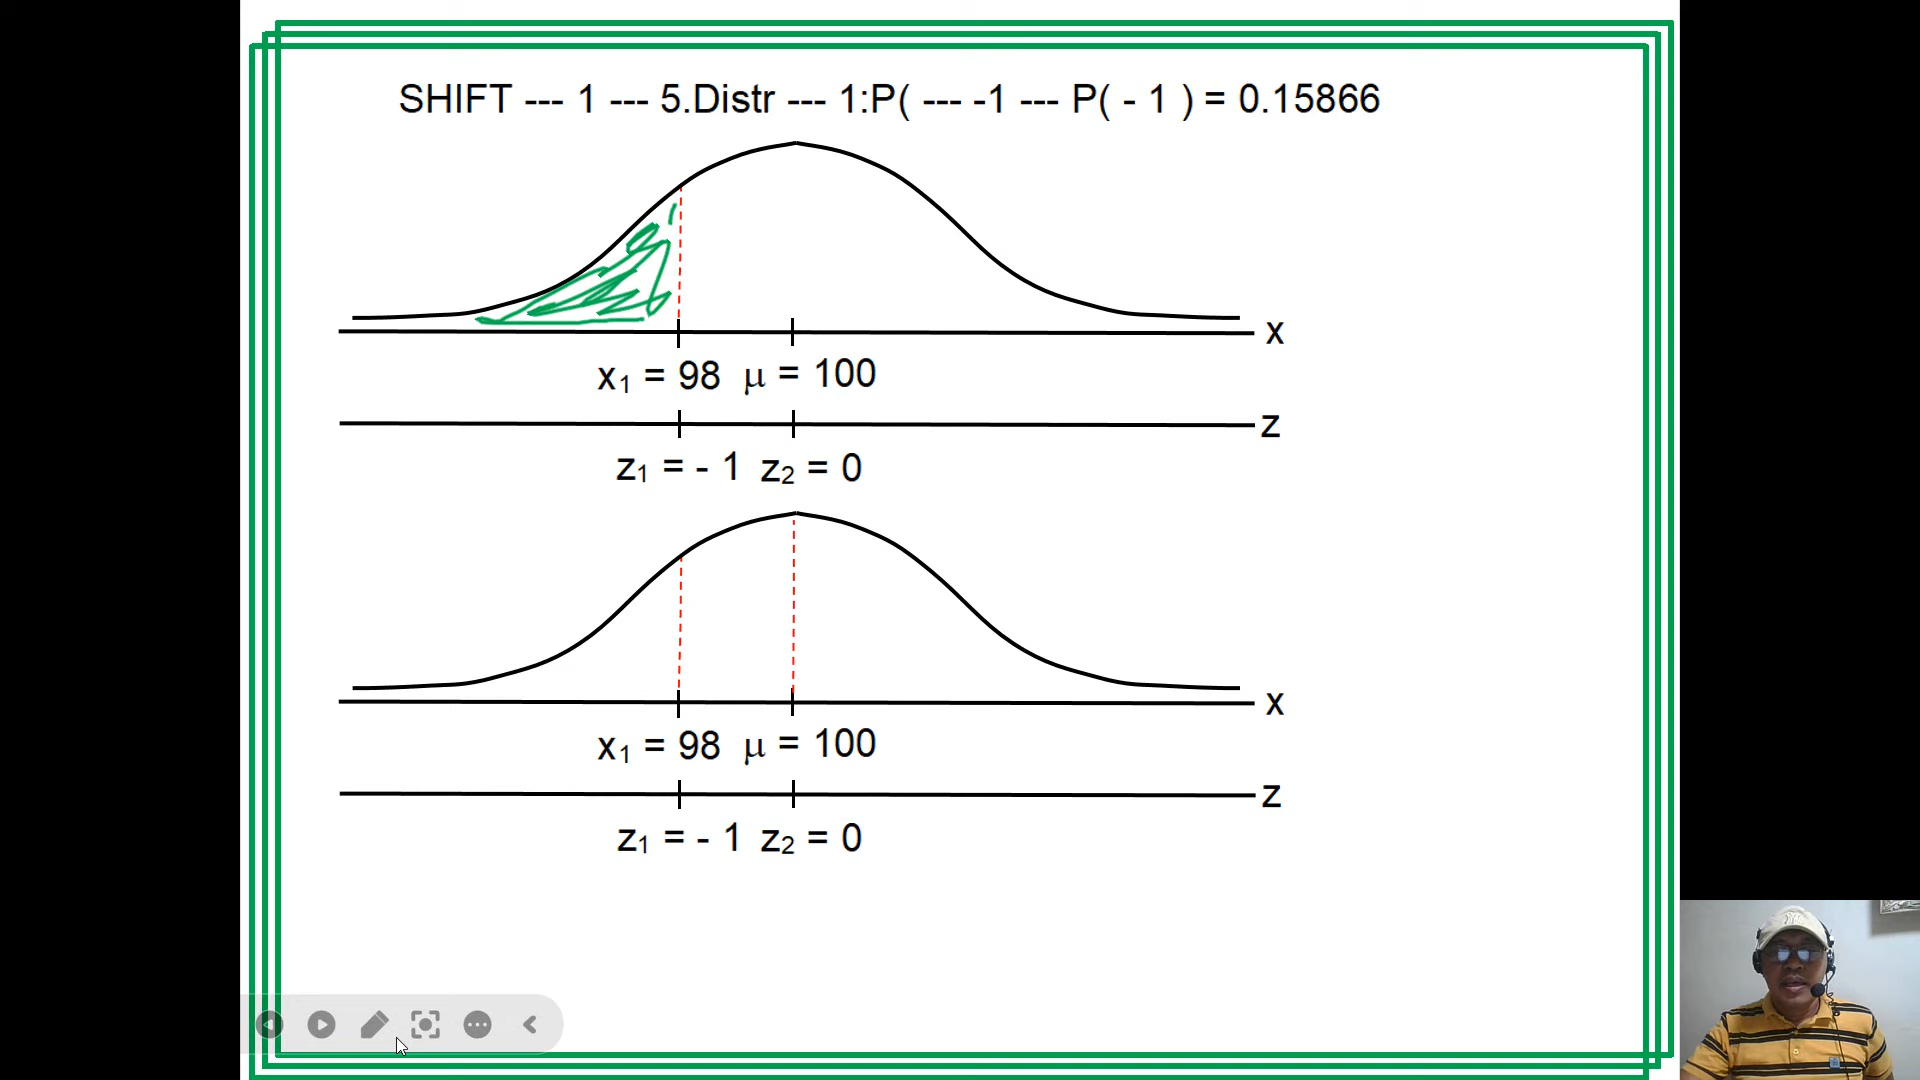 SHIFT --- 1 --- 5.Distr --- 1:P( --- -1 --- P( - 1 ) = 0.15866
x
x₁ = 98 μ = 100
z
z₁ = - 1 z₂ = 0
x
x₁ = 98 μ = 100
z
z₁ = - 1 z₂ = 0